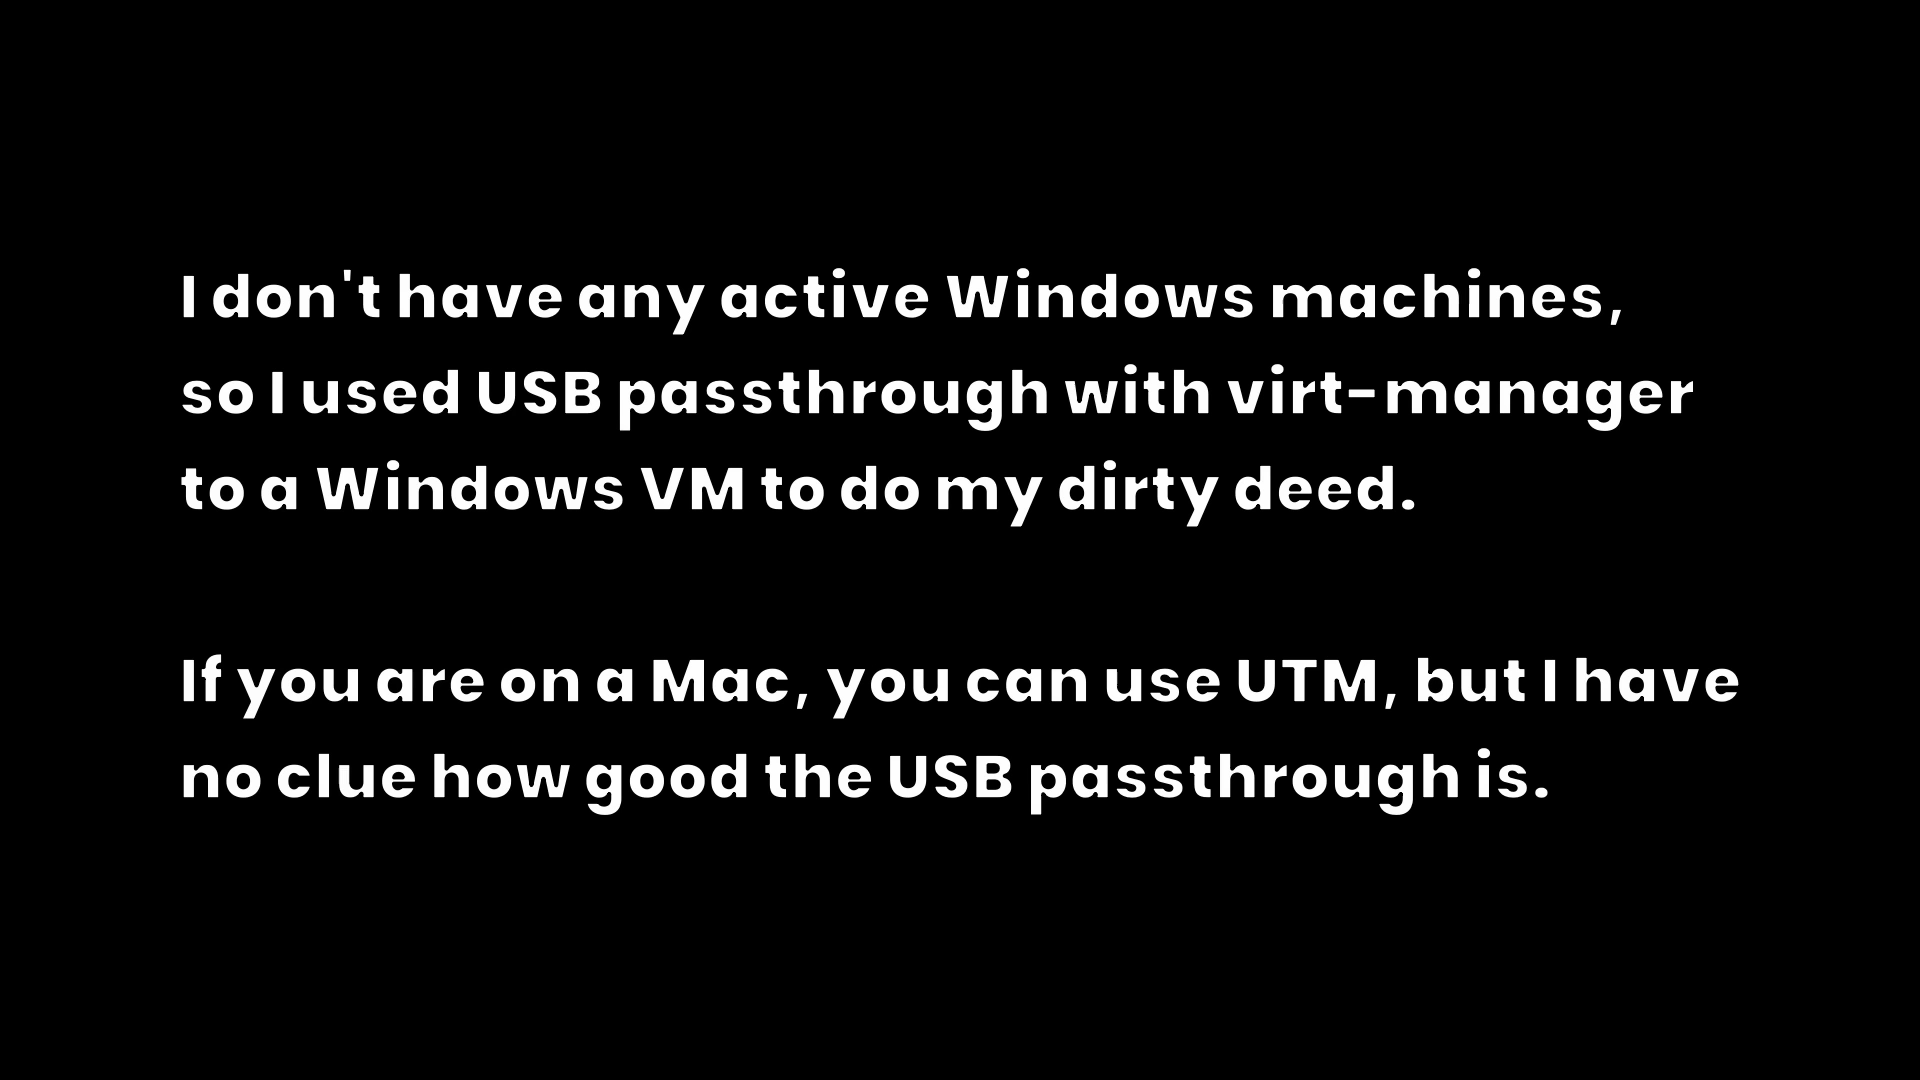 I don't have any active Windows machines,
so I used USB passthrough with virt-manager
to a Windows VM to do my dirty deed.
If you are on a Mac, you can use UTM, but I have
no clue how good the USB passthrough is.